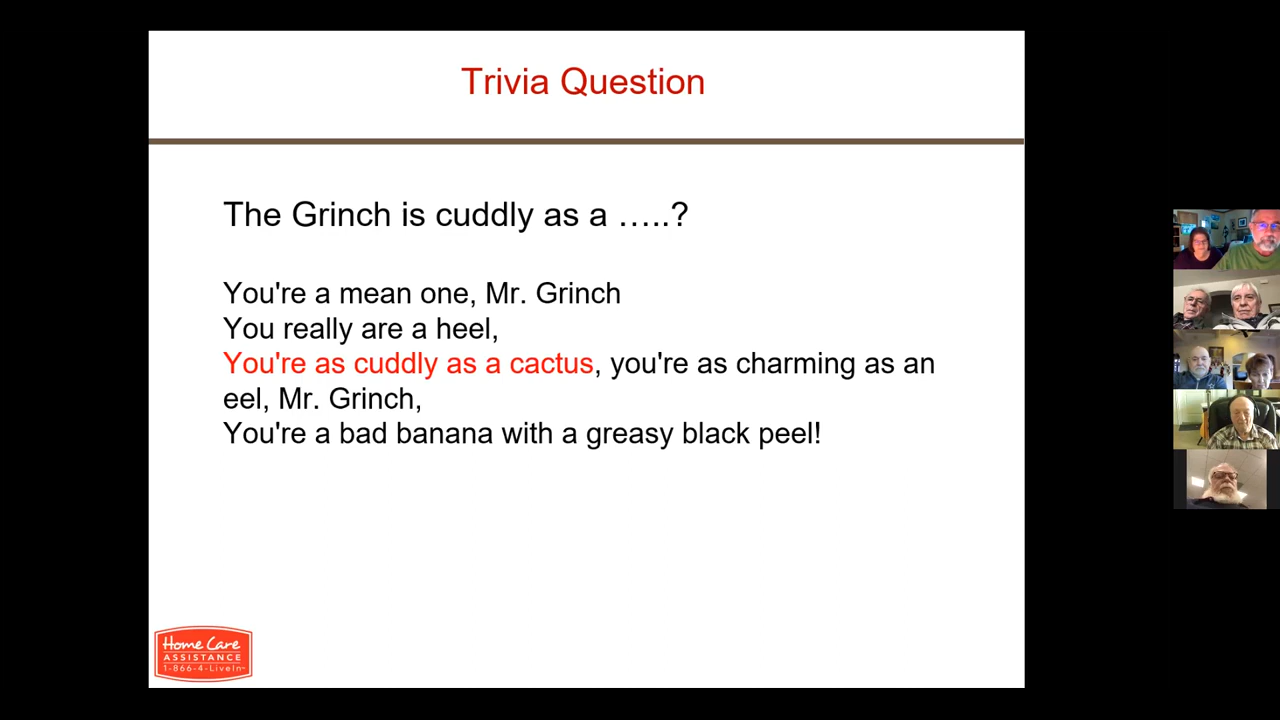 Trivia Question
The Grinch is cuddly as a …..?
You're a mean one, Mr. Grinch
You really are a heel,
You're as cuddly as a cactus, you're as charming as an
eel, Mr. Grinch,
You're a bad banana with a greasy black peel!
Home Care
ASSISTANCE
1-866-4-LiveIn